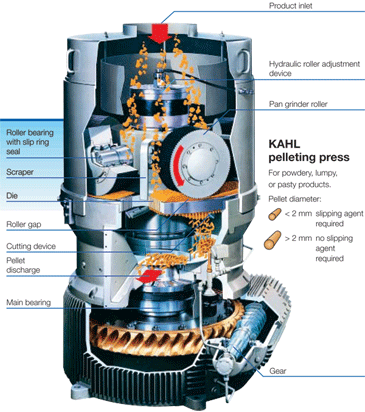 Product inlet
Hydraulic roller adjustment
device
Pan grinder roller
Roller bearing
with slip ring
seal
Scraper
Die
Roller gap
Cutting device
Pellet
discharge
Main bearing
KAHL
pelleting press
For powdery, lumpy,
or pasty products.
Pellet diameter:
< 2 mm slipping agent
required
> 2 mm no slipping
agent
required
Gear